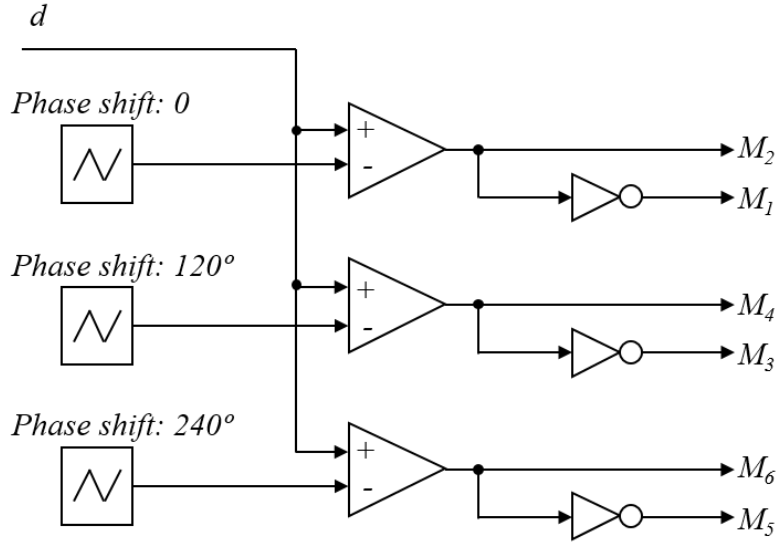 d
Phase shift: 0
+
-
M2
M1
Phase shift: 120º
+
-
M4
M3
Phase shift: 240º
+
-
M6
M5